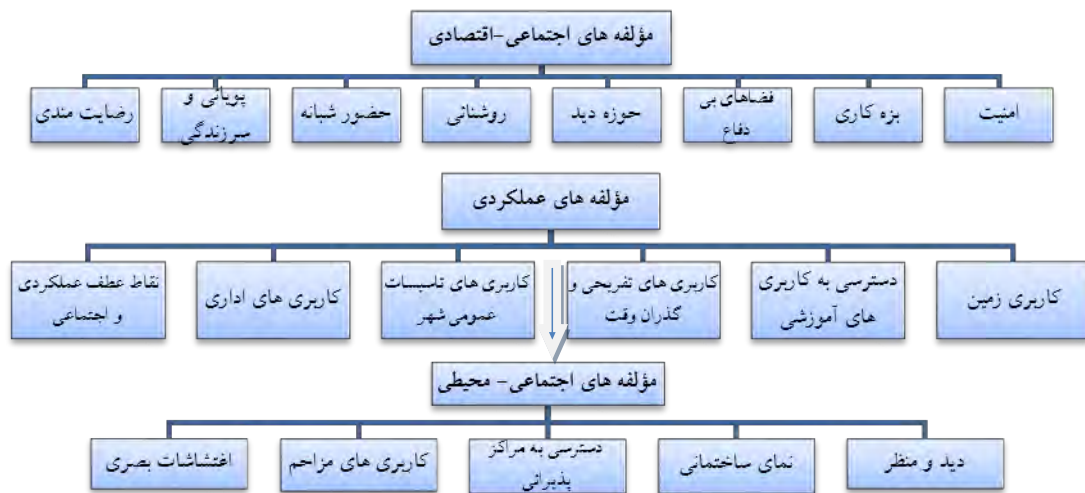 مؤلفه های اجتماعی-اقتصادی
امنیت
بزه کاری
فضاهای بی
دفاع
حوزه دید
روشنائی
حضور شبانه
پویائی و
سرزندگی
رضایت مندی
مؤلفه های عملکردی
کاربری زمین
دسترسی به کاربری
های آموزشی
کاربری های تفریحی و
گذران وقت
کاربری های تاسیسات
عمومی شهر
کاربری های اداری
نقاط عطف عملکردی
و اجتماعی
مؤلفه های اجتماعی- محیطی
دید و منظر
نمای ساختمانی
دسترسی به مراکز
پذیرائی
کاربری های مزاحم
اغتشاشات بصری